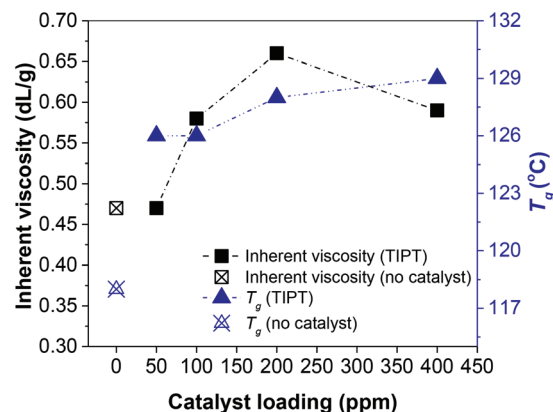 0.70
0.65
0.60
0.55
0.50
0.45
0.40
0.35
0.30
Inherent viscosity (dL/g)
132
129
126
123
120
117
Tg (°C)
Inherent viscosity (TIPT)
Inherent viscosity (no catalyst)
Tg (TIPT)
Tg (no catalyst)
0 50 100 150 200 250 300 350 400 450
Catalyst loading (ppm)